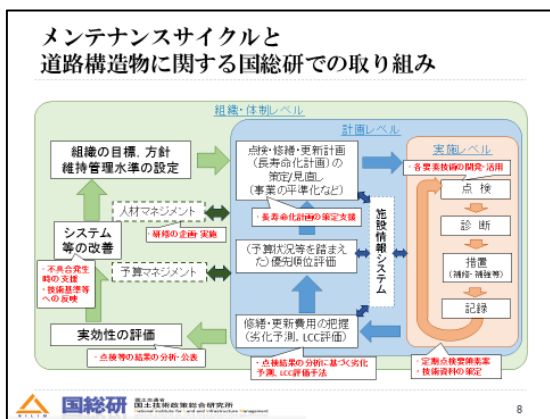 メンテナンスサイクルと
道路構造物に関する国総研での取り組み
組織・体制レベル
計画レベル
実施レベル
組織の目標,方針
維持管理水準の設定
点検・修繕・更新計画
(長寿命化計画)の
策定/見直し
(事業の平準化など)
・各要素技術の開発・活用
点 検
人材マネジメント
・長寿命化計画の策定支援
・研修の企画・実施
システム
等の改善
診 断
施設情報システム
(予算状況等を踏まえ
た)優先順位評価
措置
(補修・補強等)
予算マネジメント
・不具合発生
時の支援
・技術基準等
への反映
記録
実効性の評価
修繕・更新費用の把握
(劣化予測、LCC評価)
・点検等の結果の分析・公表
・点検結果の分析に基づく劣化
予測、LCC評価手法
・定期点検要領素案
・技術資料の策定
国総研
国土交通省
国土技術政策総合研究所
National Institute for Land and Infrastructure Management
NILIM
8